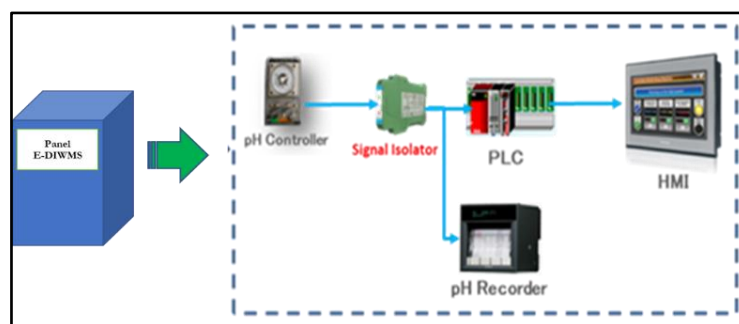 Panel
E-DIWMS
pH Controller
Signal Isolator
PLC
HMI
pH Recorder